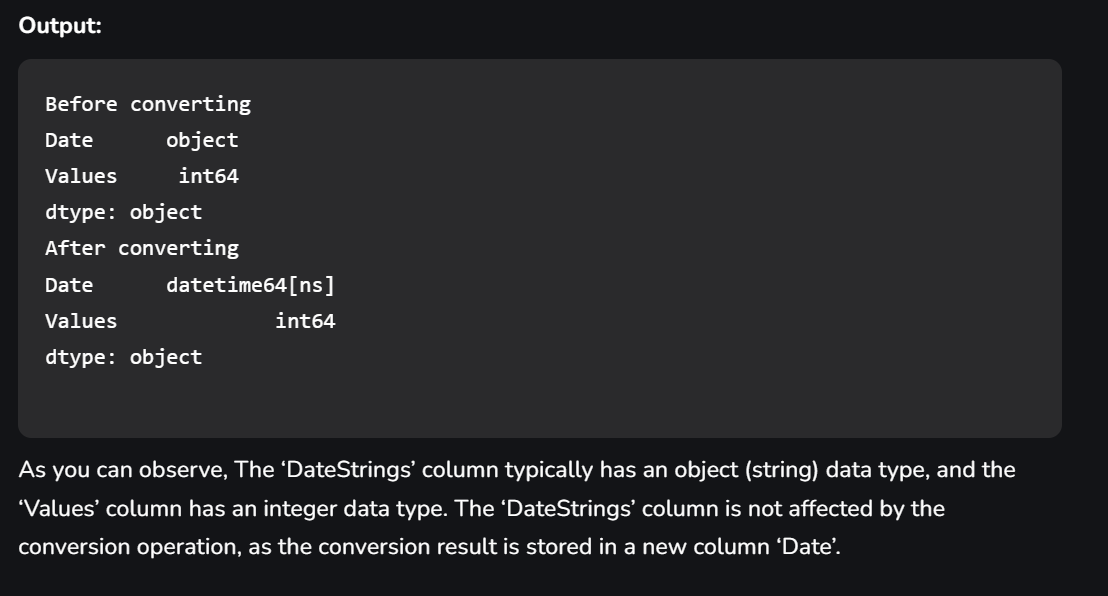 Output:
Before converting
Date      object
Values     int64
dtype: object
After converting
Date      datetime64[ns]
Values             int64
dtype: object
As you can observe, The ‘DateStrings’ column typically has an object (string) data type, and the
‘Values’ column has an integer data type. The ‘DateStrings’ column is not affected by the
conversion operation, as the conversion result is stored in a new column ‘Date’.